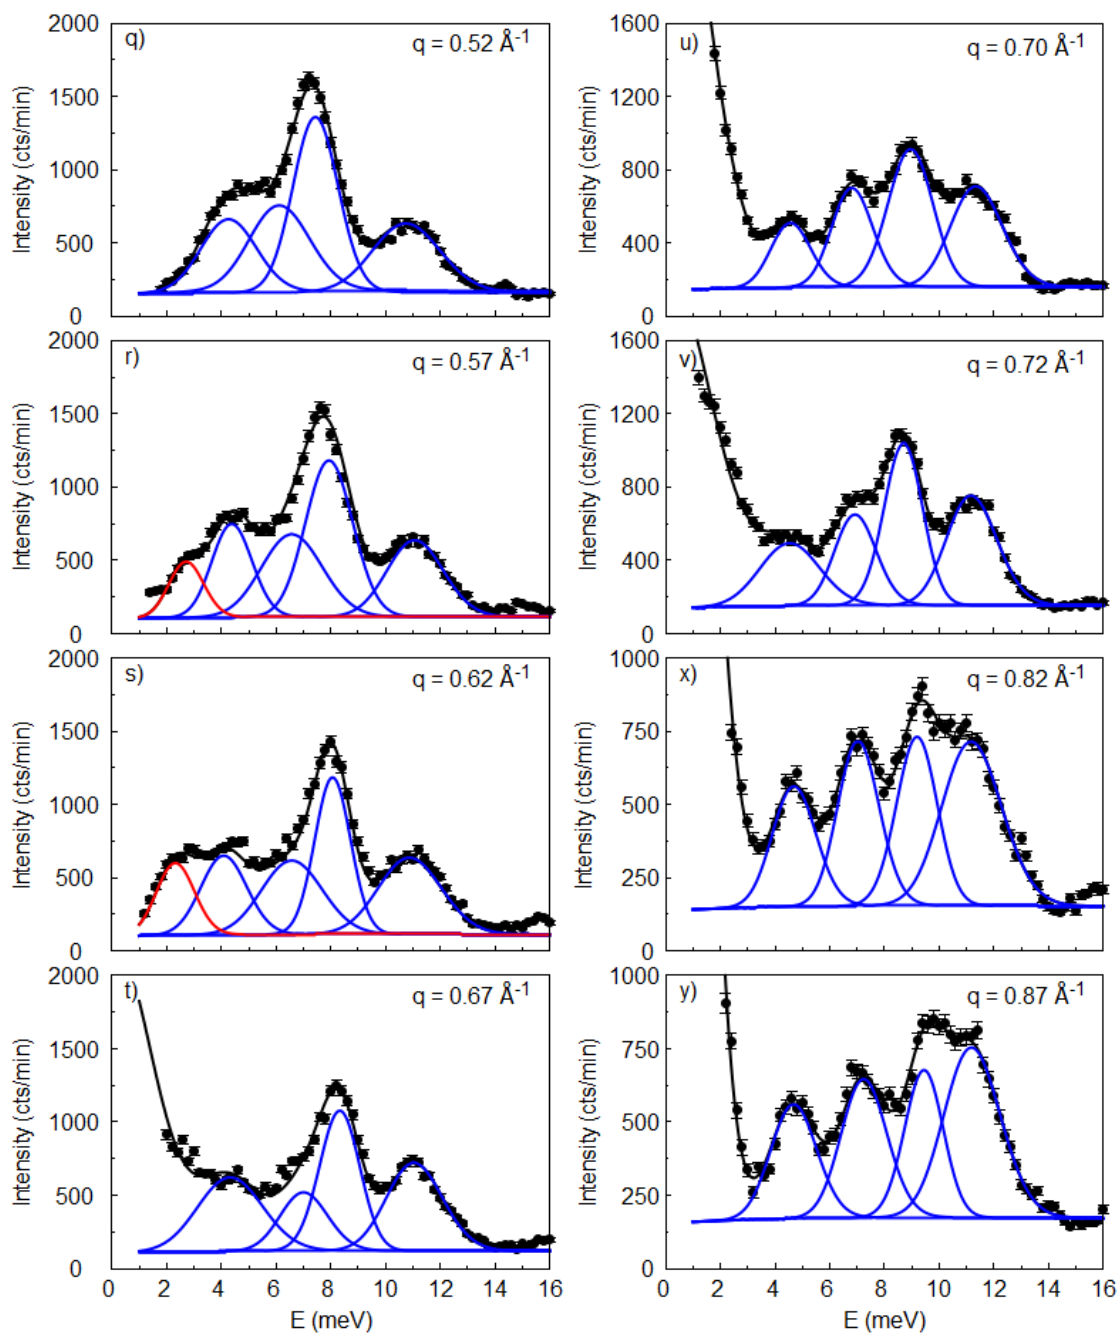 q)
q = 0.52 Å-1
Intensity (cts/min)
2000
1500
1000
500
0
r)
q = 0.57 Å-1
Intensity (cts/min)
2000
1500
1000
500
0
s)
q = 0.62 Å-1
Intensity (cts/min)
2000
1500
1000
500
0
t)
q = 0.67 Å-1
Intensity (cts/min)
2000
1500
1000
500
0
0 2 4 6 8 10 12 14 16
E (meV)
u)
q = 0.70 Å-1
Intensity (cts/min)
1600
1200
800
400
0
v)
q = 0.72 Å-1
Intensity (cts/min)
1600
1200
800
400
0
x)
q = 0.82 Å-1
Intensity (cts/min)
1000
750
500
250
0
y)
q = 0.87 Å-1
Intensity (cts/min)
1000
750
500
250
0
2 4 6 8 10 12 14 16
E (meV)